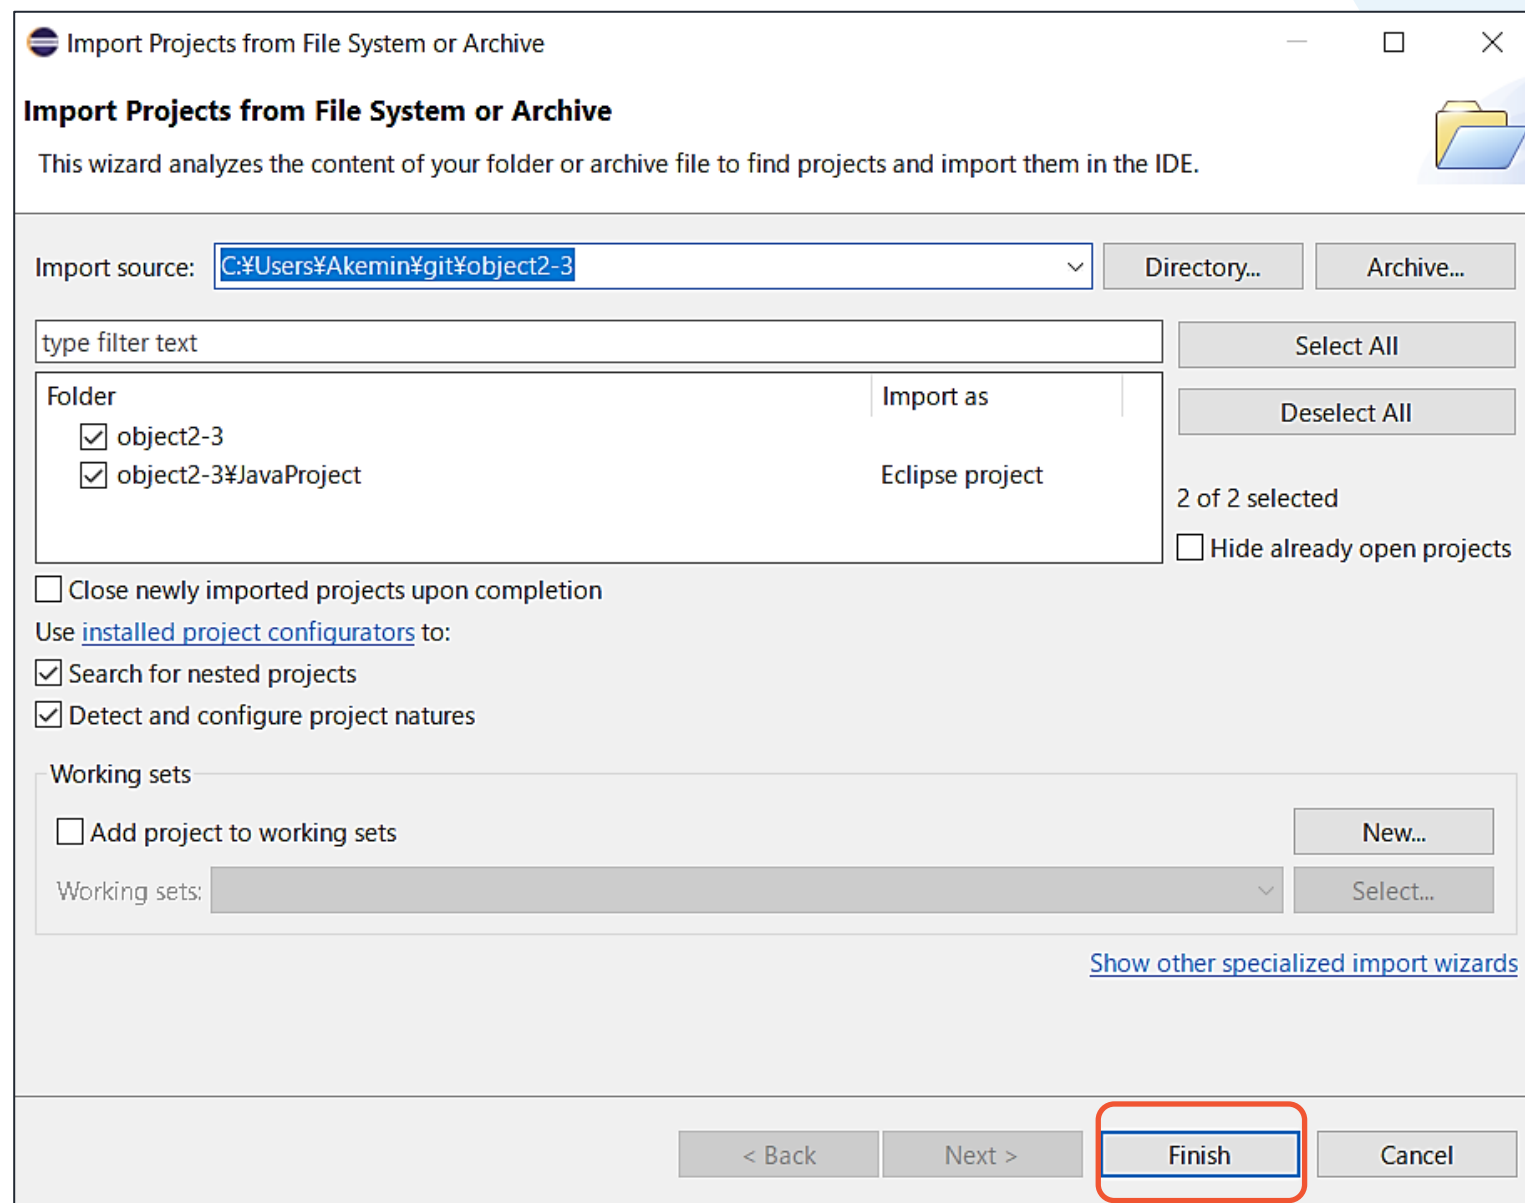 Import Projects from File System or Archive
Import Projects from File System or Archive
This wizard analyzes the content of your folder or archive file to find projects and import them in the IDE.
Import source: C:¥Users¥Akemin¥git¥object2-3 Directory... Archive...
type filter text Select All
Folder Import as
Deselect All
object2-3
object2-3¥JavaProject Eclipse project
2 of 2 selected
Hide already open projects
Close newly imported projects upon completion
Use installed project configurators to:
Search for nested projects
Detect and configure project natures
Working sets
Add project to working sets New...
Working sets: Select...
Show other specialized import wizards
< Back Next > Finish Cancel